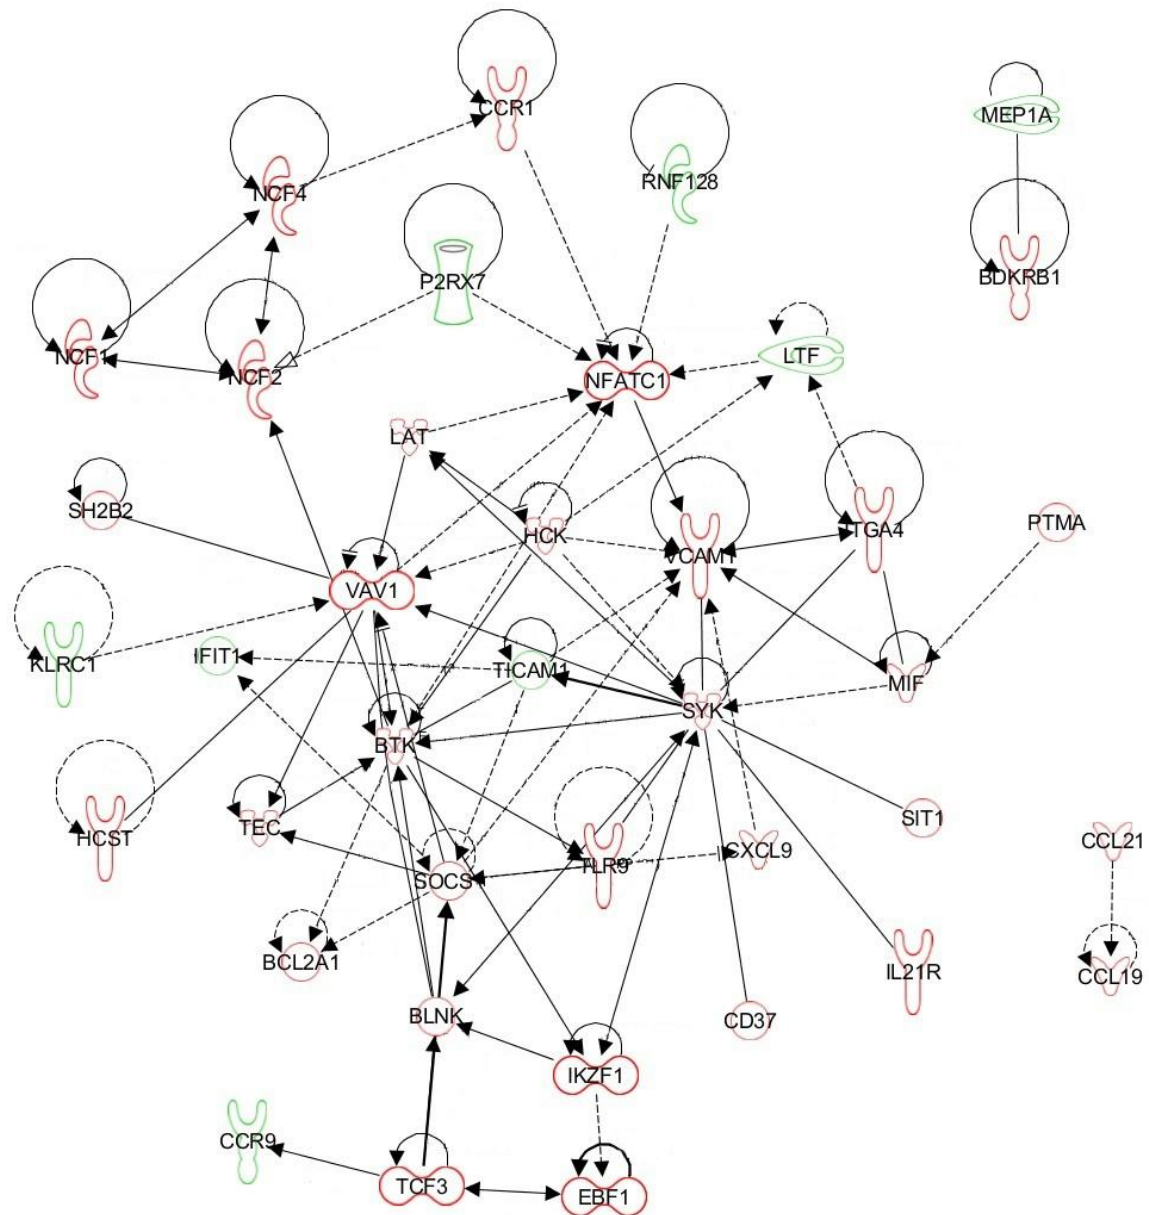 CCR1
MEP1A
RNF128
NCF4
BDKRB1
P2RX7
NCF1
LTF
NCF2
NFATC1
LAT
SH2B2
PTMA
ITGA4
HCK
VCAM1
VAV1
IFIT1
KLRC1
TICAM1
MIF
SYK
BTK
SIT1
TEC
HCST
CCL21
CXCL9
TLR9
SOCS
BCL2A1
IL21R
CCL19
BLNK
CD37
IKZF1
CCR9
TCF3
EBF1